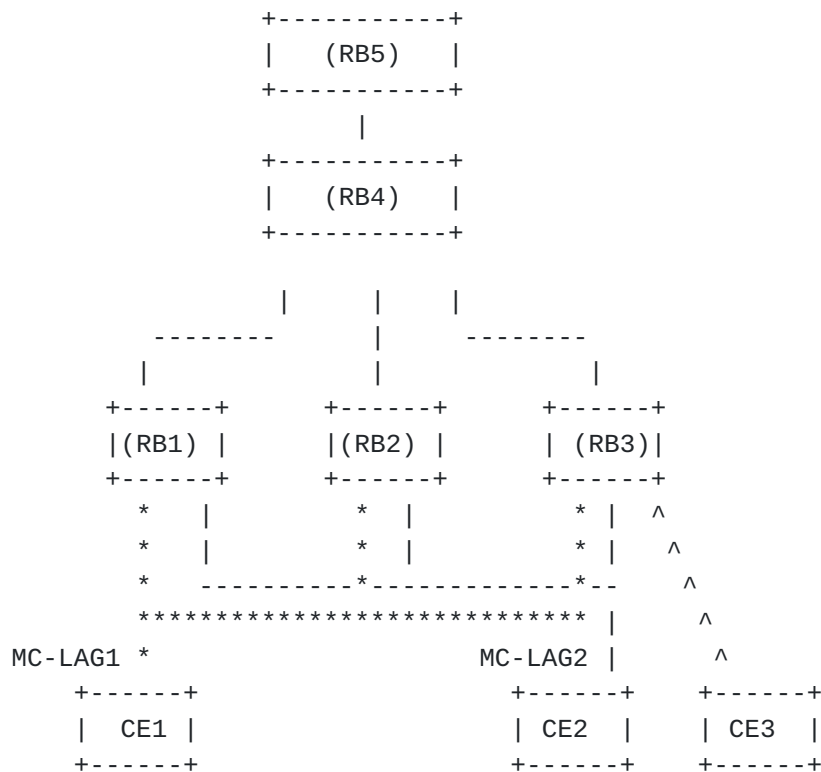 (RB5)
(RB4)
(RB1) (RB2) (RB3)
MC-LAG1 MC-LAG2
CE1 CE2 CE3